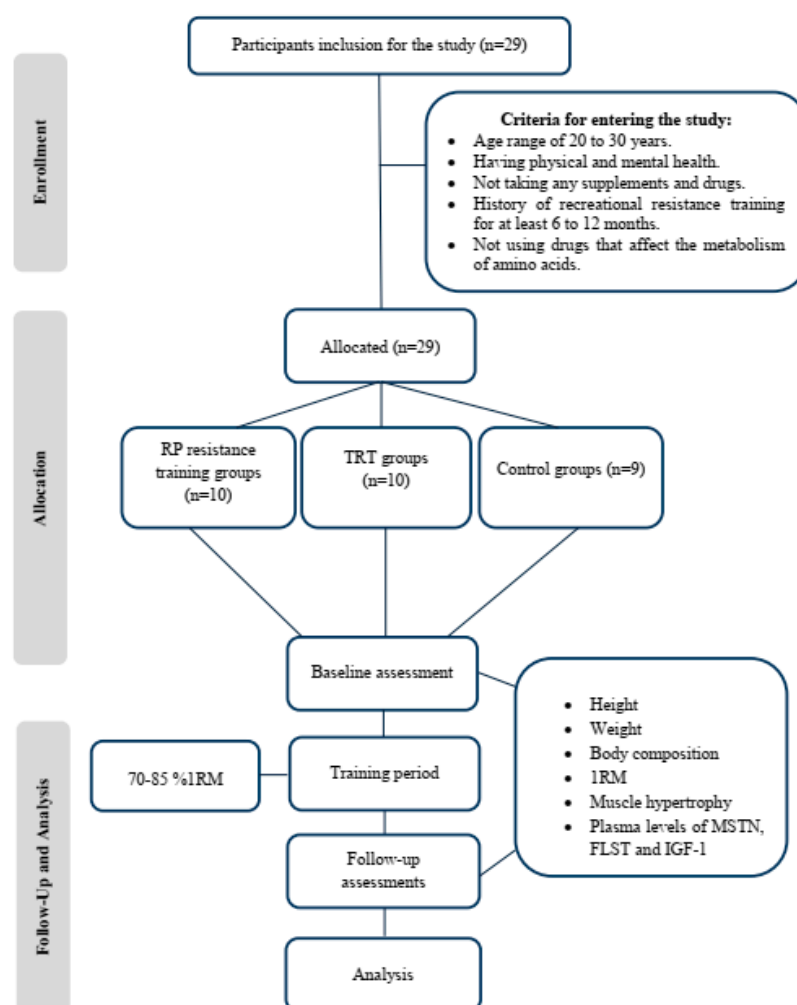 Participants inclusion for the study (n=29)
Enrollment
Criteria for entering the study:
• Age range of 20 to 30 years.
• Having physical and mental health.
• Not taking any supplements and drugs.
• History of recreational resistance training
for at least 6 to 12 months.
• Not using drugs that affect the metabolism
of amino acids.
Allocation
Allocated (n=29)
RP resistance
training groups
(n=10)
TRT groups
(n=10)
Control groups (n=9)
Baseline assessment
Follow-Up and Analysis
70-85 %1RM
Training period
• Height
• Weight
• Body composition
• 1RM
• Muscle hypertrophy
• Plasma levels of MSTN,
FLST and IGF-1
Follow-up
assessments
Analysis